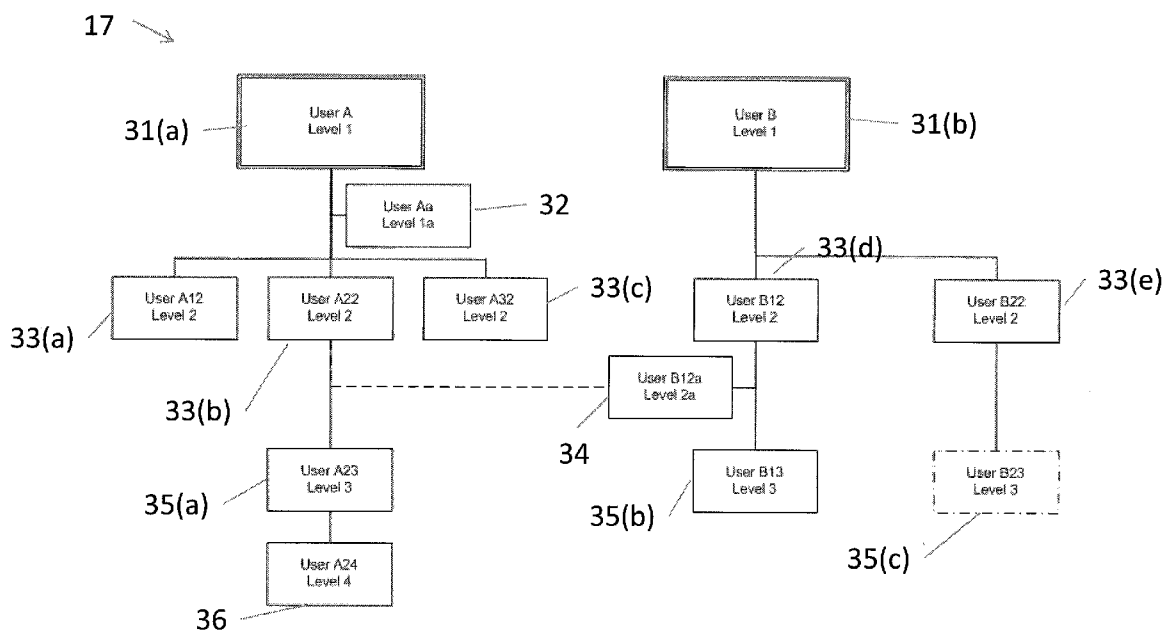 17
User A
Level 1
31(a)
User B
Level 1
31(b)
User Aa
Level 1a
32
33(d)
User A12
Level 2
User A22
Level 2
User A32
Level 2
33(c)
User B12
Level 2
User B22
Level 2
33(e)
33(a)
33(b)
User B12a
Level 2a
34
User A23
Level 3
35(a)
User B13
Level 3
35(b)
User B23
Level 3
35(c)
User A24
Level 4
36